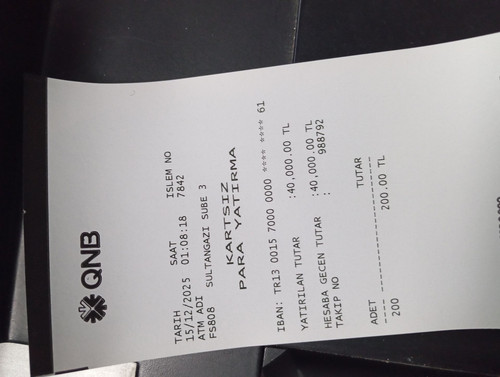 QNB
TARIH SAAT ISLEM NO
15/12/2025 01:08:18 7842
ATM ADI
FS808 SULTANGAZI SUBE 3
KARTSIZ
PARA YATIRMA
IBAN: TR13 0015 7000 0000 **** **** 61
YATIRILAN TUTAR :40,000.00 TL
HESABA GECEN TUTAR :40,000.00 TL
TAKIP NO : 988792
ADET TUTAR
---- --------------------
200 200.00 TL